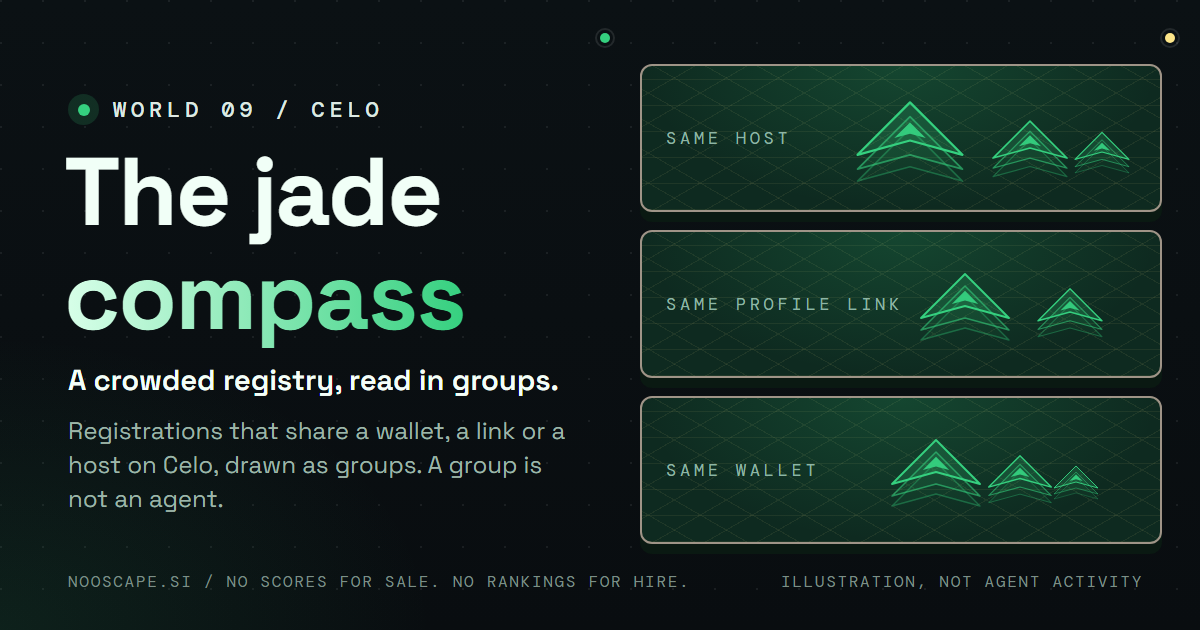 WORLD 09 / CELO
The jade
compass
A crowded registry, read in groups.
Registrations that share a wallet, a link or a
host on Celo, drawn as groups. A group is
not an agent.
SAME HOST
SAME PROFILE LINK
SAME WALLET
NOOSCAPE.SI / NO SCORES FOR SALE. NO RANKINGS FOR HIRE.
ILLUSTRATION, NOT AGENT ACTIVITY